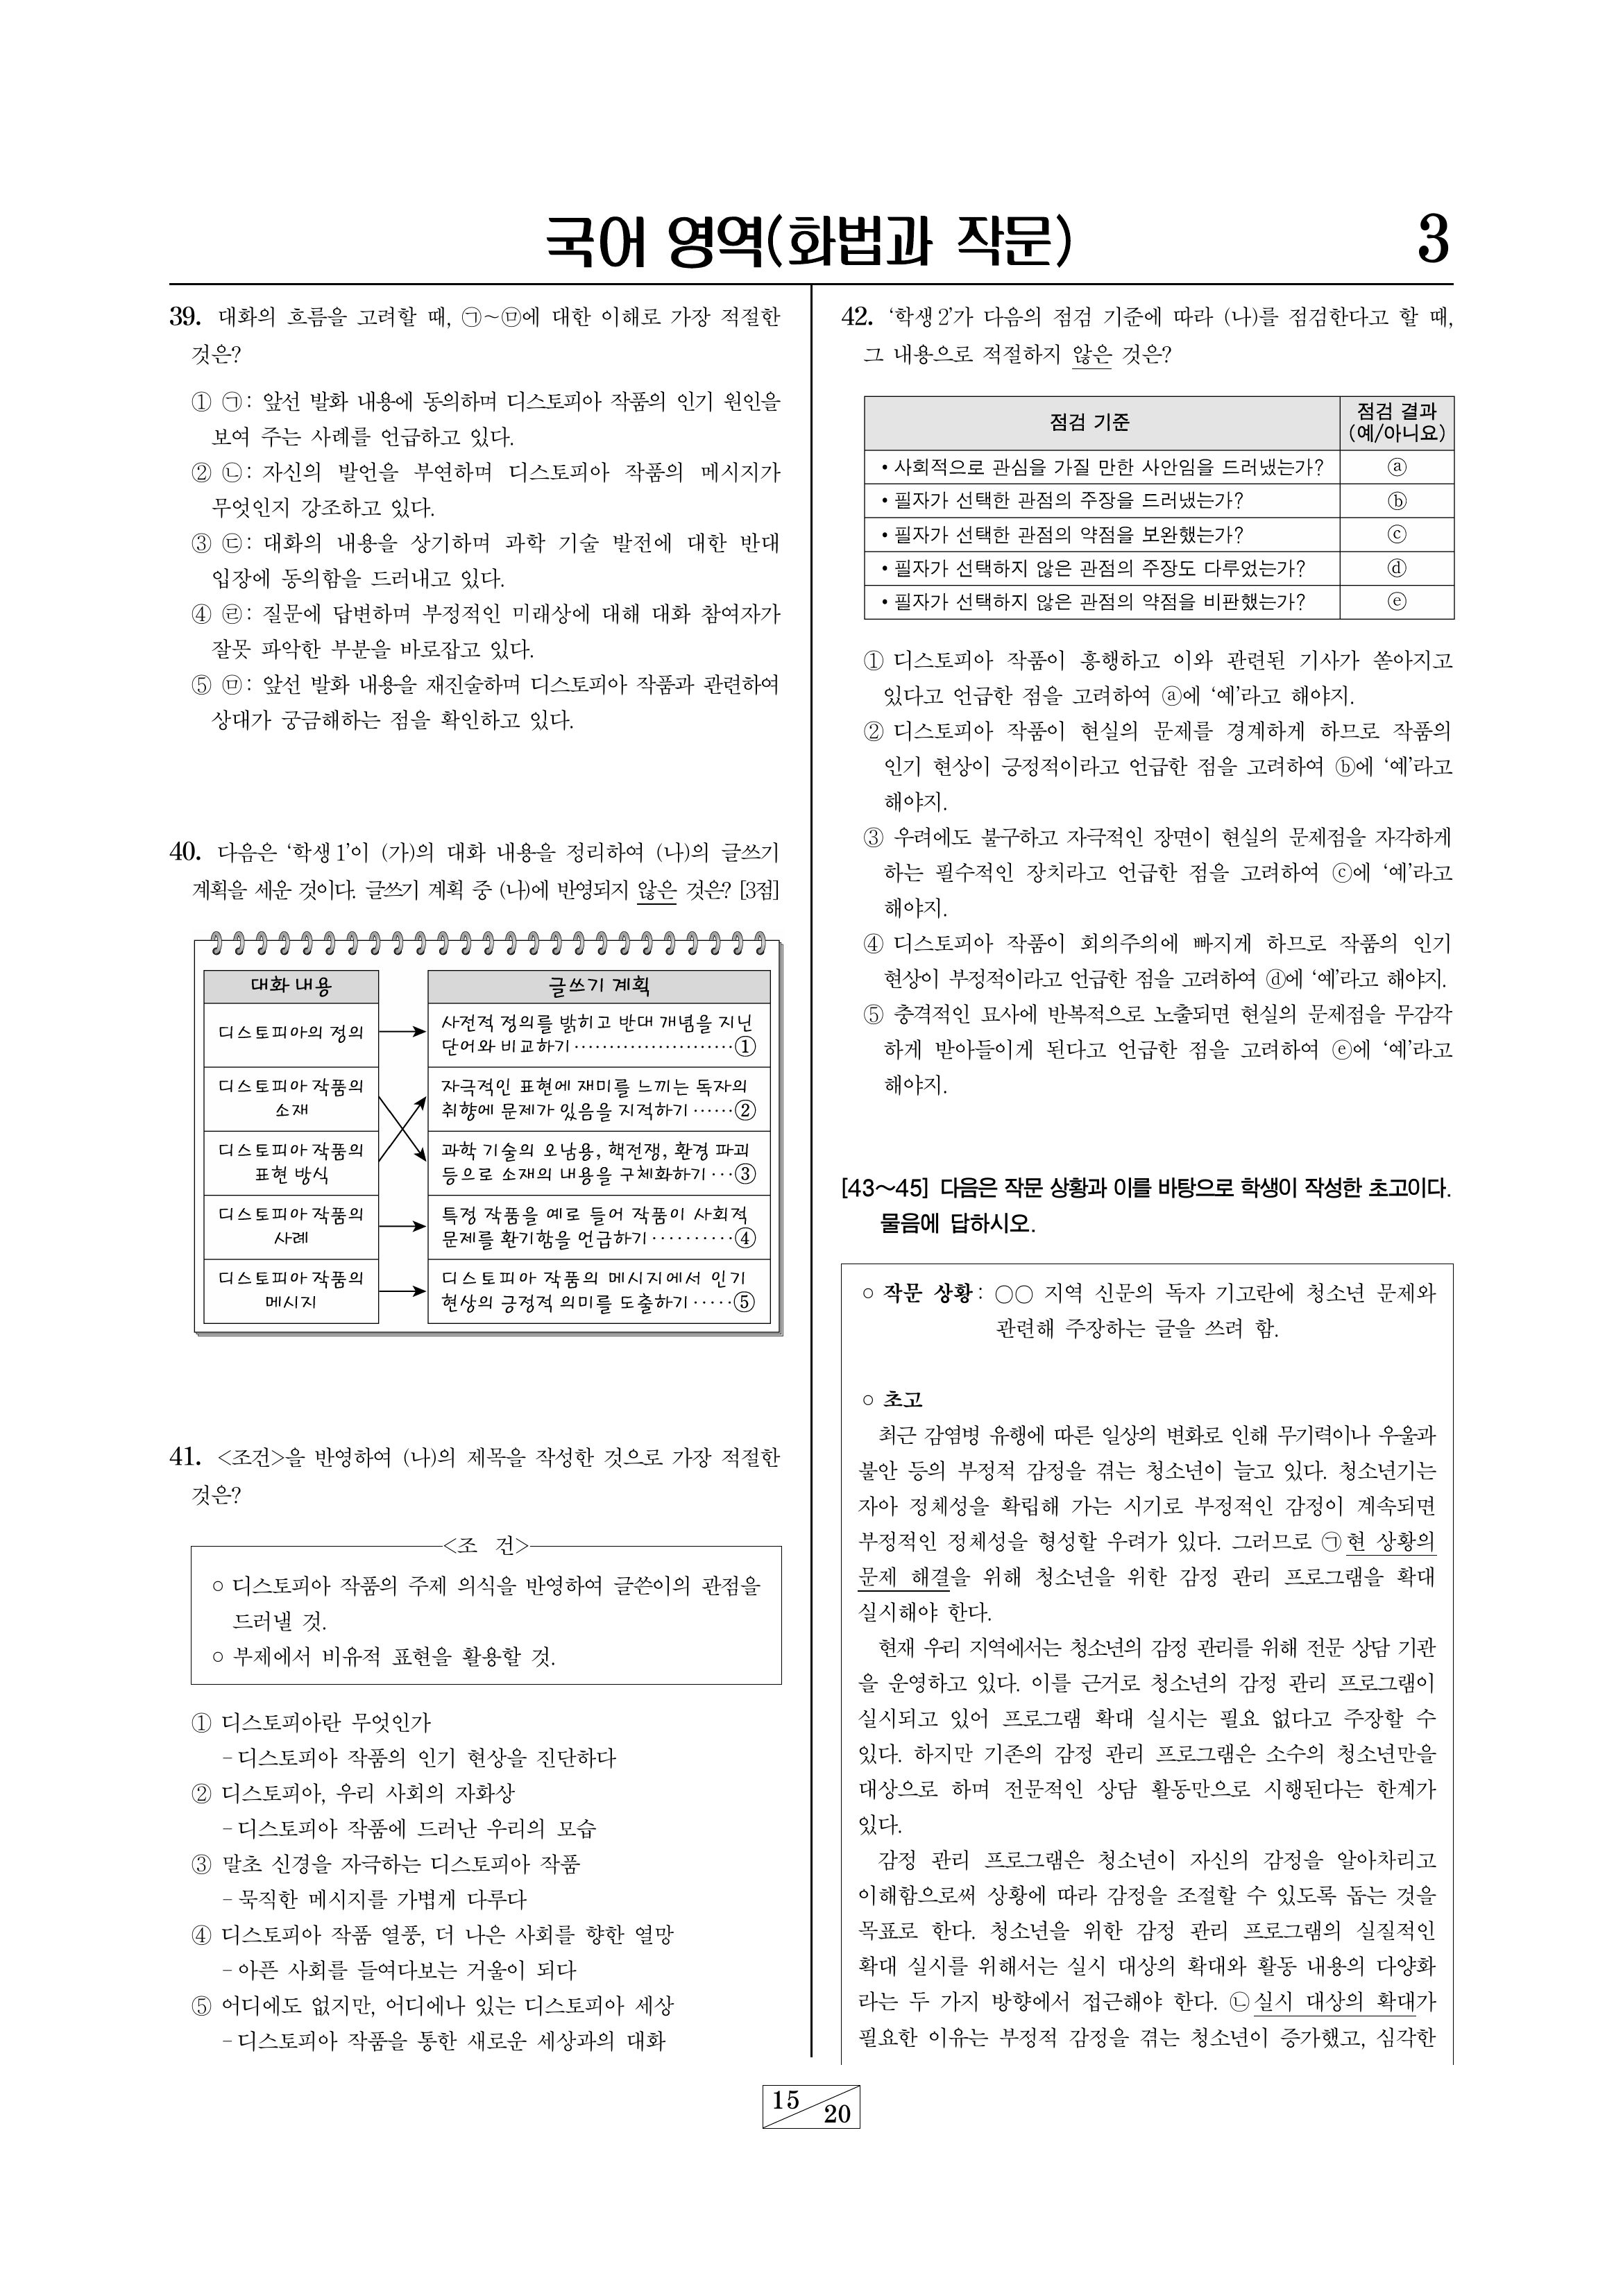 국어 영역(화법과 작문)
3
39. 대화의 흐름을 고려할 때, ㉠~㉤에 대한 이해로 가장 적절한
것은?
① ㉠: 앞선 발화 내용에 동의하며 디스토피아 작품의 인기 원인을
보여 주는 사례를 언급하고 있다.
② ㉡: 자신의 발언을 부연하며 디스토피아 작품의 메시지가
무엇인지 강조하고 있다.
③ ㉢: 대화의 내용을 상기하며 과학 기술 발전에 대한 반대
입장에 동의함을 드러내고 있다.
④ ㉣: 질문에 답변하며 부정적인 미래상에 대해 대화 참여자가
잘못 파악한 부분을 바로잡고 있다.
⑤ ㉤: 앞선 발화 내용을 재진술하며 디스토피아 작품과 관련하여
상대가 궁금해하는 점을 확인하고 있다.
40. 다음은 ‘학생 1’이 (가)의 대화 내용을 정리하여 (나)의 글쓰기
계획을 세운 것이다. 글쓰기 계획 중 (나)에 반영되지 않은 것은? [3점]
대화 내용
글쓰기 계획
디스토피아의 정의
사전적 정의를 밝히고 반대 개념을 지닌
단어와 비교하기 ······················· ①
디스토피아 작품의
소재
자극적인 표현에 재미를 느끼는 독자의
취향에 문제가 있음을 지적하기 ······ ②
디스토피아 작품의
표현 방식
과학 기술의 오남용, 핵전쟁, 환경 파괴
등으로 소재의 내용을 구체화하기 ··· ③
디스토피아 작품의
사례
특정 작품을 예로 들어 작품이 사회적
문제를 환기함을 언급하기 ·········· ④
디스토피아 작품의
메시지
디스토피아 작품의 메시지에서 인기
현상의 긍정적 의미를 도출하기 ····· ⑤
41. <조건>을 반영하여 (나)의 제목을 작성한 것으로 가장 적절한
것은?
<조 건>
○ 디스토피아 작품의 주제 의식을 반영하여 글쓴이의 관점을
드러낼 것.
○ 부제에서 비유적 표현을 활용할 것.
① 디스토피아란 무엇인가
- 디스토피아 작품의 인기 현상을 진단하다
② 디스토피아, 우리 사회의 자화상
- 디스토피아 작품에 드러난 우리의 모습
③ 말초 신경을 자극하는 디스토피아 작품
- 묵직한 메시지를 가볍게 다루다
④ 디스토피아 작품 열풍, 더 나은 사회를 향한 열망
- 아픈 사회를 들여다보는 거울이 되다
⑤ 어디에도 없지만, 어디에나 있는 디스토피아 세상
- 디스토피아 작품을 통한 새로운 세상과의 대화
42. ‘학생 2’가 다음의 점검 기준에 따라 (나)를 점검한다고 할 때,
그 내용으로 적절하지 않은 것은?
점검 기준
점검 결과
(예/아니요)
• 사회적으로 관심을 가질 만한 사안임을 드러냈는가? ⓐ
• 필자가 선택한 관점의 주장을 드러냈는가? ⓑ
• 필자가 선택한 관점의 약점을 보완했는가? ⓒ
• 필자가 선택하지 않은 관점의 주장도 다루었는가? ⓓ
• 필자가 선택하지 않은 관점의 약점을 비판했는가? ⓔ
① 디스토피아 작품이 흥행하고 이와 관련된 기사가 쏟아지고
있다고 언급한 점을 고려하여 ⓐ에 ‘예’라고 해야지.
② 디스토피아 작품이 현실의 문제를 경계하게 하므로 작품의
인기 현상이 긍정적이라고 언급한 점을 고려하여 ⓑ에 ‘예’라고
해야지.
③ 우려에도 불구하고 자극적인 장면이 현실의 문제점을 자각하게
하는 필수적인 장치라고 언급한 점을 고려하여 ⓒ에 ‘예’라고
해야지.
④ 디스토피아 작품이 회의주의에 빠지게 하므로 작품의 인기
현상이 부정적이라고 언급한 점을 고려하여 ⓓ에 ‘예’라고 해야지.
⑤ 충격적인 묘사에 반복적으로 노출되면 현실의 문제점을 무감각
하게 받아들이게 된다고 언급한 점을 고려하여 ⓔ에 ‘예’라고
해야지.
[43~45] 다음은 작문 상황과 이를 바탕으로 학생이 작성한 초고이다.
물음에 답하시오.
○ 작문 상황: ○○ 지역 신문의 독자 기고란에 청소년 문제와
관련해 주장하는 글을 쓰려 함.
○ 초고
최근 감염병 유행에 따른 일상의 변화로 인해 무기력이나 우울과
불안 등의 부정적 감정을 겪는 청소년이 늘고 있다. 청소년기는
자아 정체성을 확립해 가는 시기로 부정적인 감정이 계속되면
부정적인 정체성을 형성할 우려가 있다. 그러므로 ㉠현 상황의
문제 해결을 위해 청소년을 위한 감정 관리 프로그램을 확대
실시해야 한다.
현재 우리 지역에서는 청소년의 감정 관리를 위해 전문 상담 기관
을 운영하고 있다. 이를 근거로 청소년의 감정 관리 프로그램이
실시되고 있어 프로그램 확대 실시는 필요 없다고 주장할 수
있다. 하지만 기존의 감정 관리 프로그램은 소수의 청소년만을
대상으로 하며 전문적인 상담 활동만으로 시행된다는 한계가
있다.
감정 관리 프로그램은 청소년이 자신의 감정을 알아차리고
이해함으로써 상황에 따라 감정을 조절할 수 있도록 돕는 것을
목표로 한다. 청소년을 위한 감정 관리 프로그램의 실질적인
확대 실시를 위해서는 실시 대상의 확대와 활동 내용의 다양화
라는 두 가지 방향에서 접근해야 한다. ㉡실시 대상의 확대가
필요한 이유는 부정적 감정을 겪는 청소년이 증가했고, 심각한
15
20